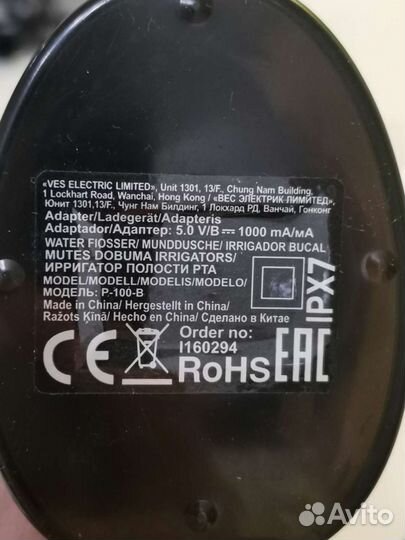 «VES ELECTRIC LIMITED», Unit 1301, 13/F., Chung Nam Building,
1 Lockhart Road, Wanchai, Hong Kong / «ВЕС ЭЛЕКТРИК ЛИМИТЕД»,
Юнит 1301,13/F., Чунг Нам Билдинг, 1 Локхард РД, Ванчай, Гонконг
Adapter/Ladegerät/Adapteris
Adaptador/Адаптер: 5.0 V/В⎓ 1000 mA/мА
WATER FIOSSER/ MUNDDUSCHE/ IRRIGADOR BUCAL
MUTES DOBUMA IRRIGATORS/
ИРРИГАТОР ПОЛОСТИ РТА
MODEL/MODELL/MODELIS/MODELO/
МОДЕЛЬ: P-100-B
Made in China/ Hergestellt in China/
Ražots Ķīnā/ Hecho en China/ Сделано в Китае
IPX7
Order no:
I160294
CE
RoHS
EAC
Avito